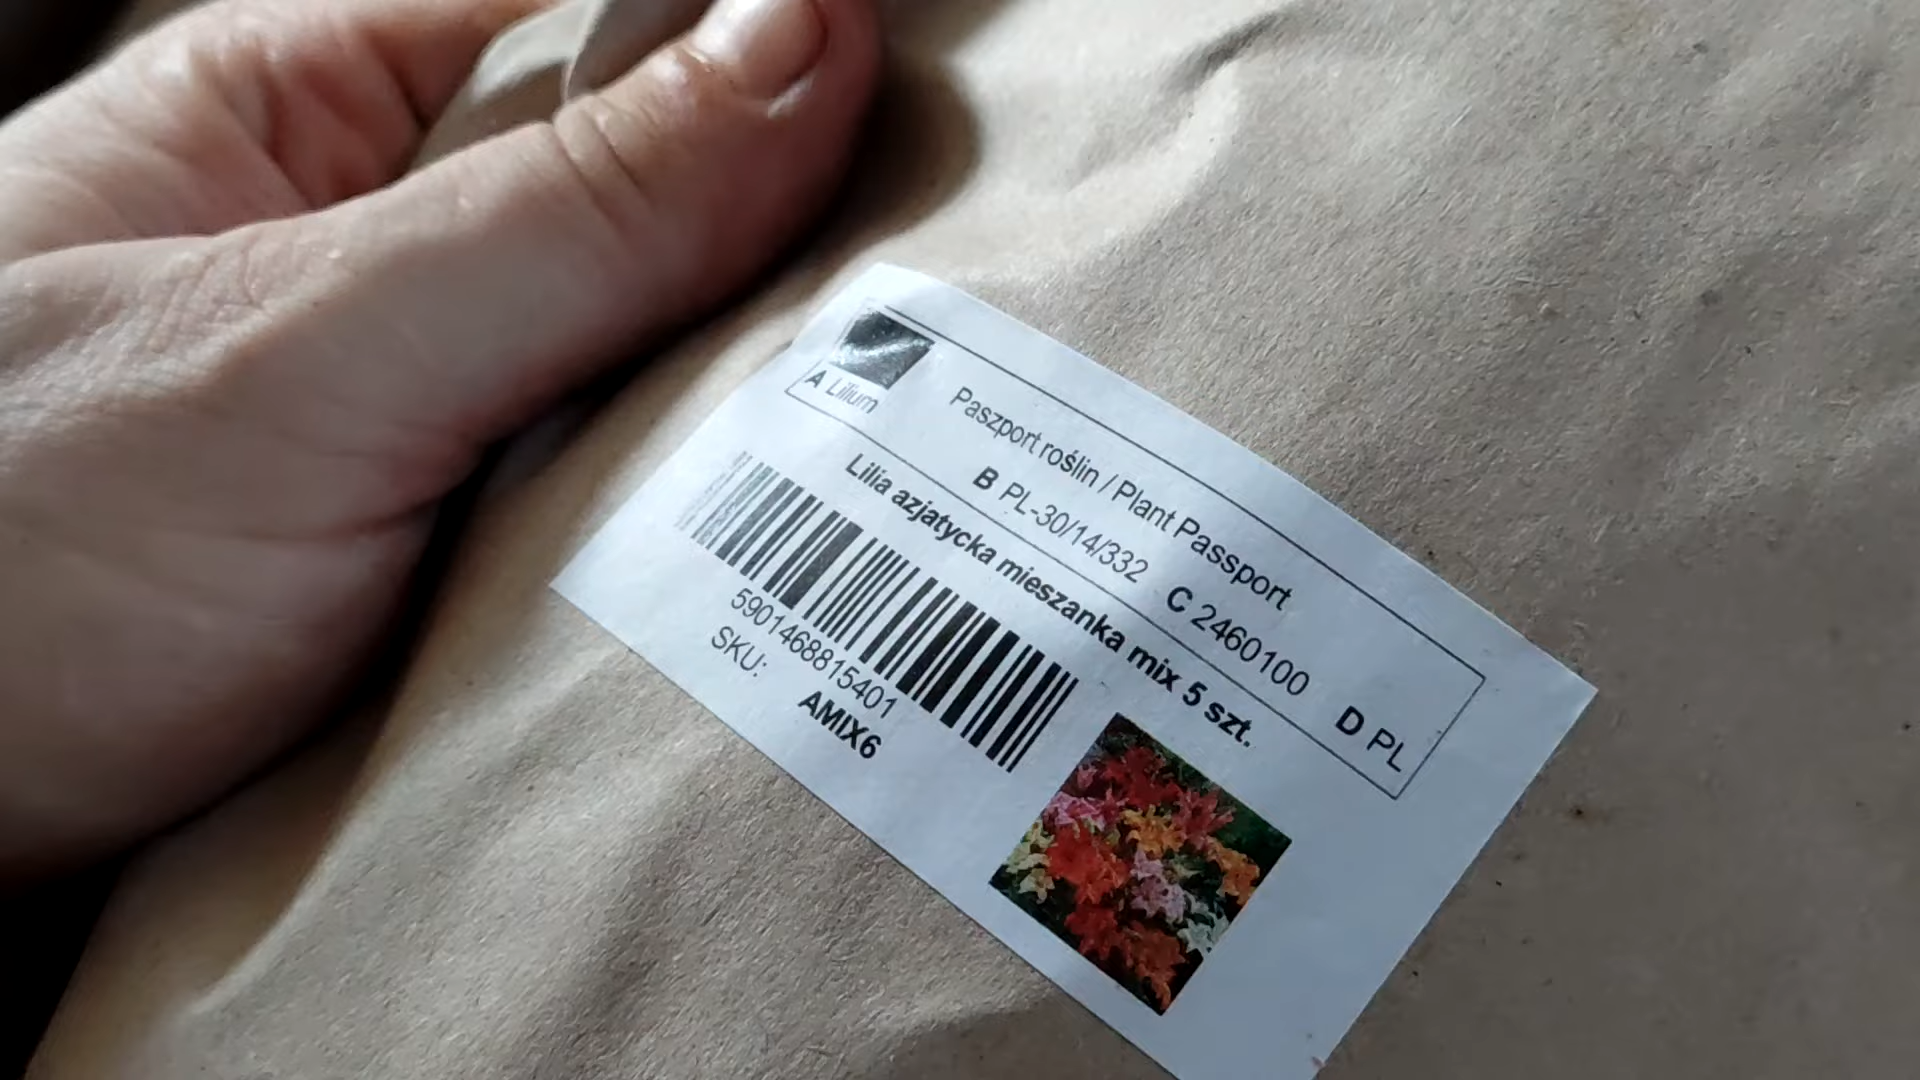 Paszport roślin / Plant Passport
A Lilium
B PL-30/14/332 C 2460100 D PL
Lilia azjatycka mieszanka mix 5 szt.
5901468815401
SKU:
AMIX6